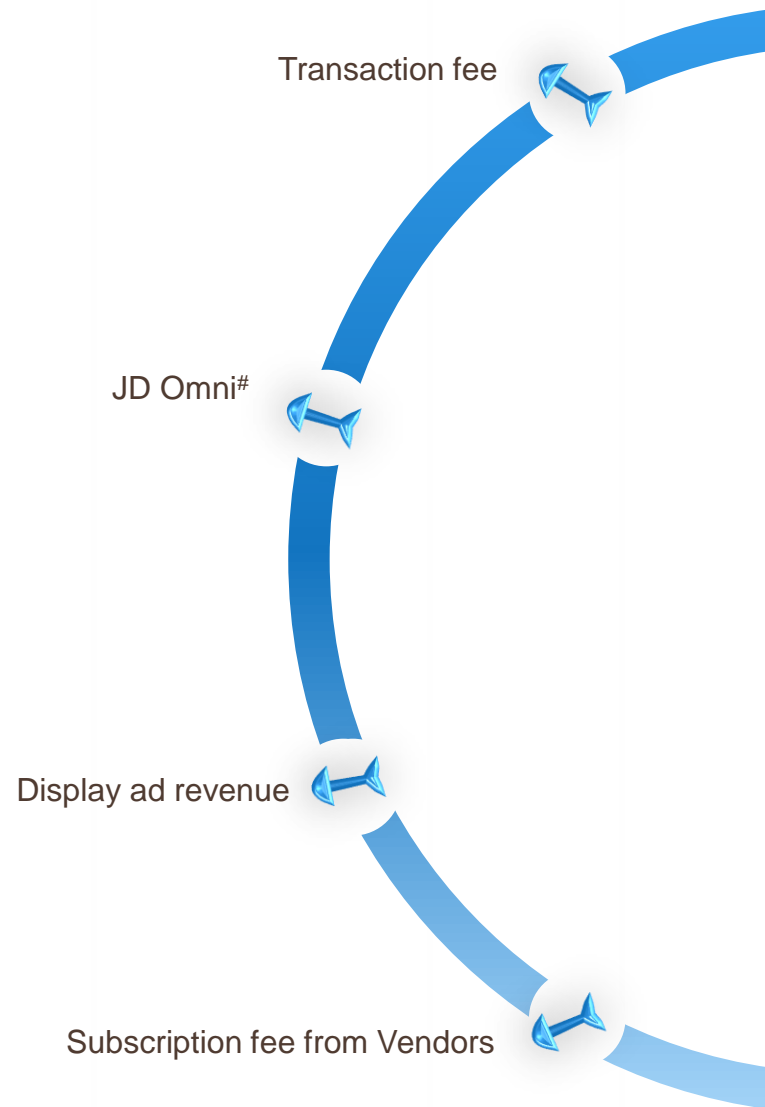 Transaction fee
JD Omni#
Display ad revenue
Subscription fee from Vendors